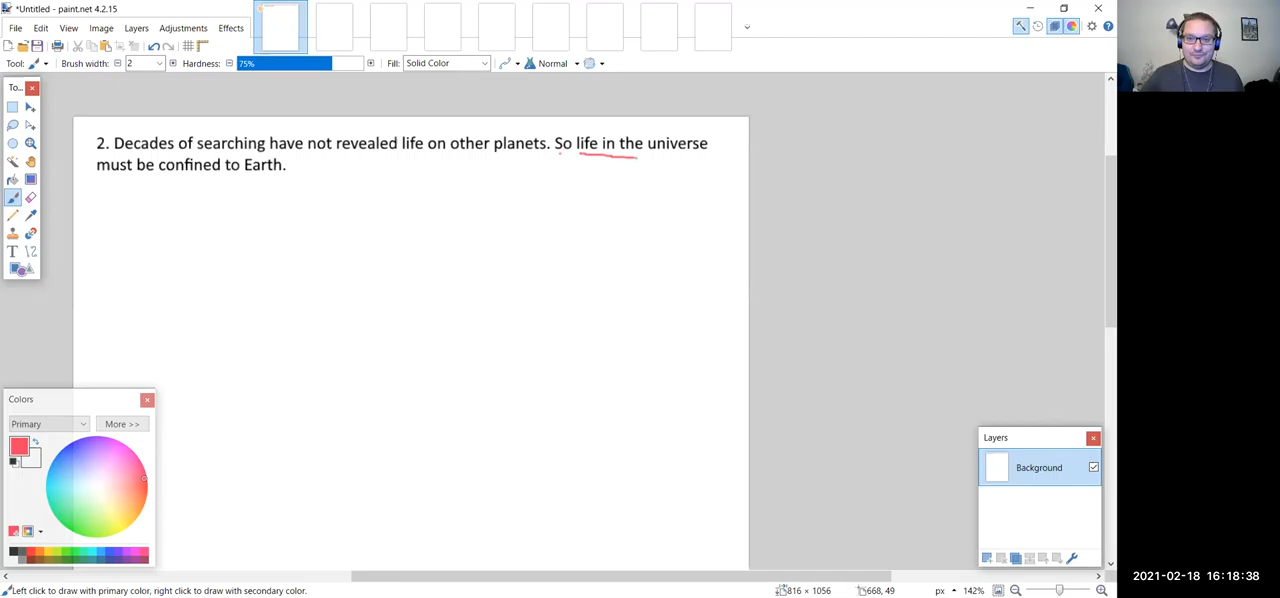 *Untitled - paint.net 4.2.15
File Edit View Image Layers Adjustments Effects
Tool: Brush width: 2 Hardness: 75% Fill: Solid Color Normal
To...
2. Decades of searching have not revealed life on other planets. So life in the universe
must be confined to Earth.
Colors
Primary More >>
Layers
Background
Left click to draw with primary color, right click to draw with secondary color.
816 x 1056 668, 49 px 142%
2021-02-18 16:18:38